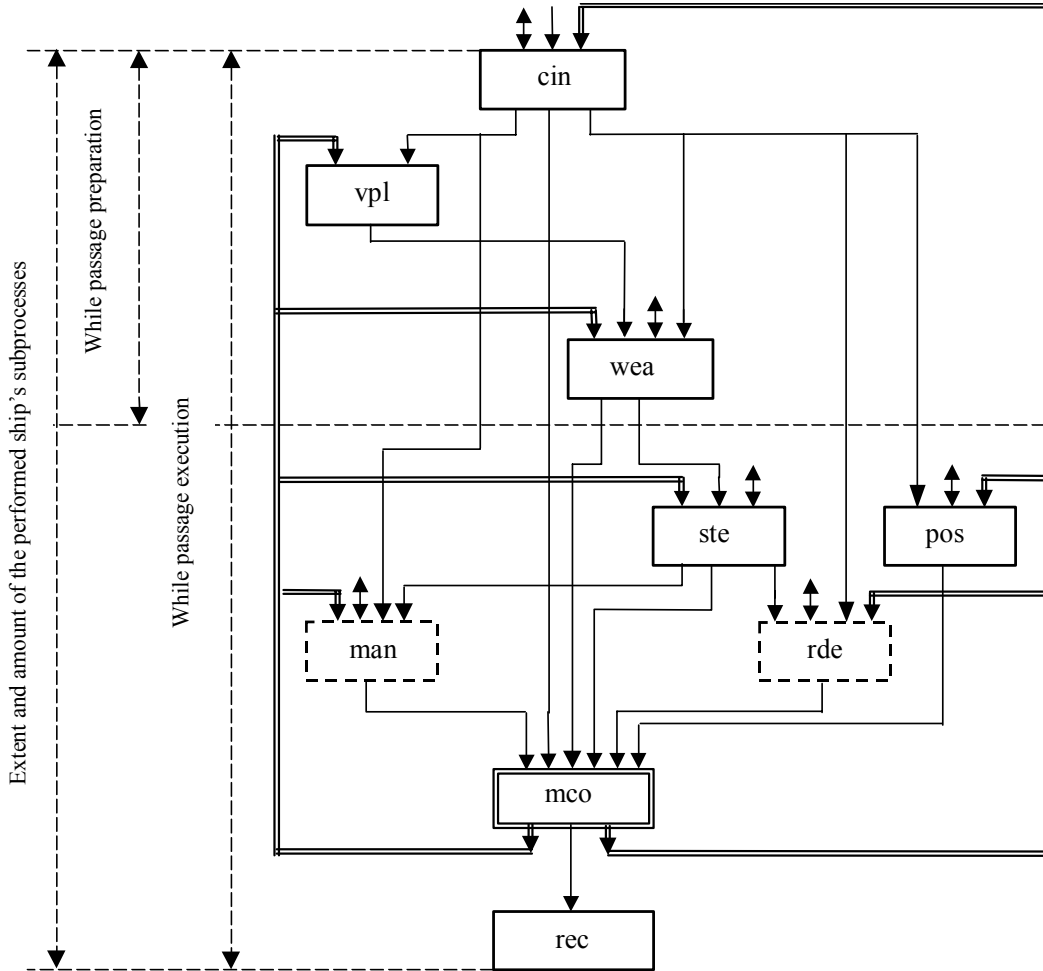 Extent and amount of the performed ship's subprocesses
While passage preparation
While passage execution
cin
vpl
wea
ste
pos
man
rde
mco
rec